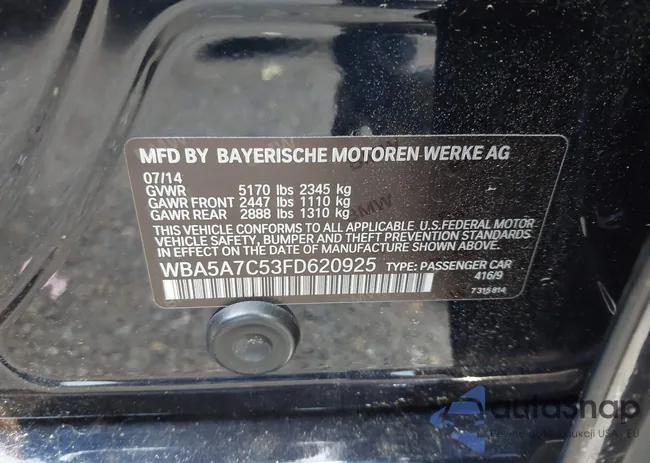 MFD BY BAYERISCHE MOTOREN WERKE AG
07/14
GVWR 5170 lbs 2345 kg
GAWR FRONT 2447 lbs 1110 kg
GAWR REAR 2888 lbs 1310 kg
THIS VEHICLE CONFORMS TO ALL APPLICABLE U.S.FEDERAL MOTOR
VEHICLE SAFETY, BUMPER AND THEFT PREVENTION STANDARDS
IN EFFECT ON THE DATE OF MANUFACTURE SHOWN ABOVE.
WBA5A7C53FD620925 TYPE: PASSENGER CAR
416/9
7 315 814
autosnap
USA EU